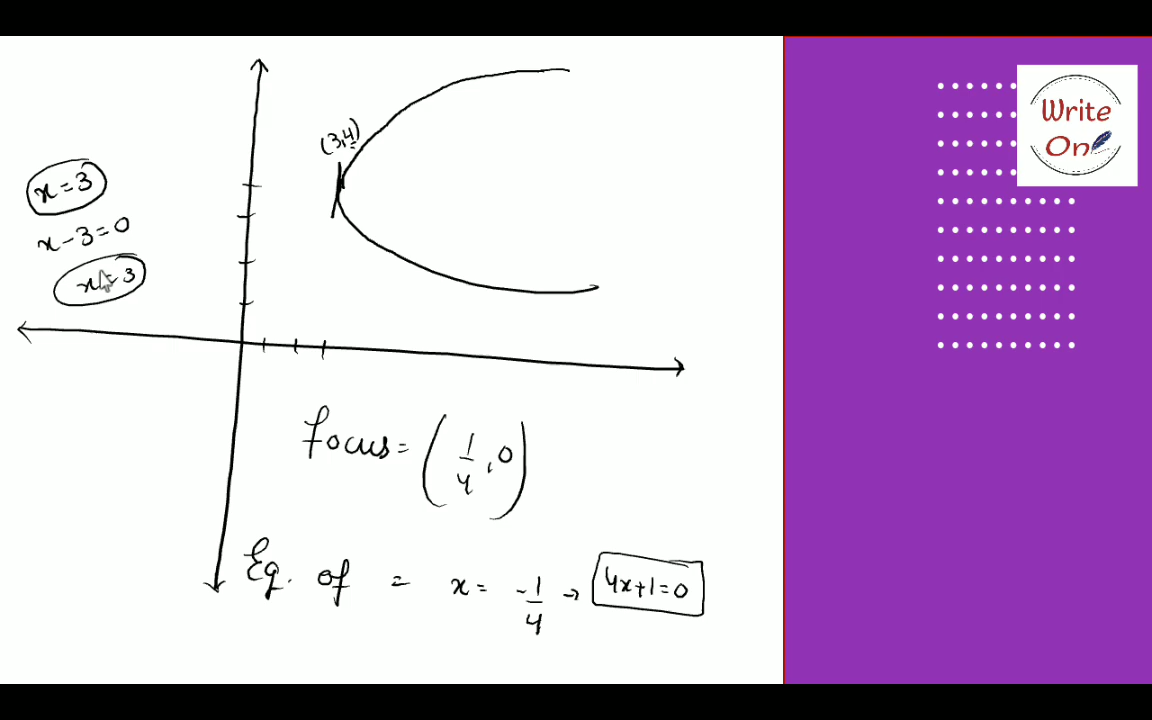 Write
On
(3,4)
x=3
x-3=0
x=3
focus = (1/4, 0)
Eq. of = x = -1/4 → 4x+1=0